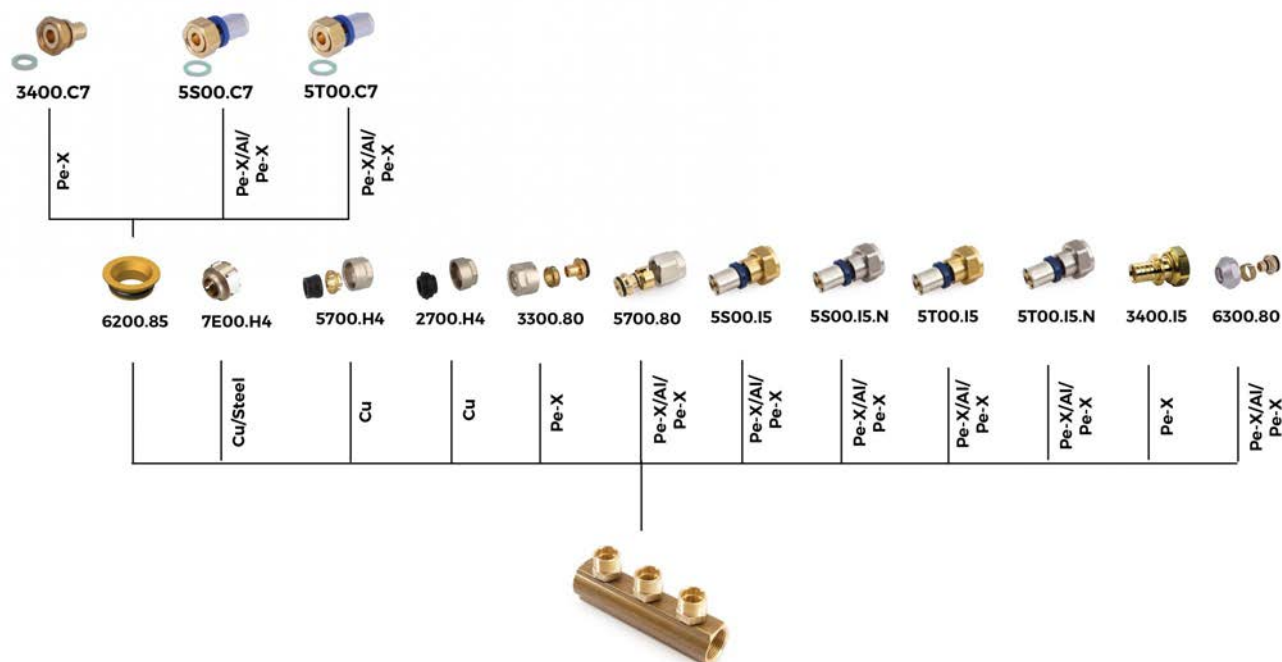 3400.C7 5S00.C7 5T00.C7
Pe-X
Pe-X/Al/
Pe-X
Pe-X/Al/
Pe-X
6200.85 7E00.H4 5700.H4 2700.H4 3300.80 5700.80 5S00.I5 5S00.I5.N 5T00.I5 5T00.I5.N 3400.I5 6300.80
Cu/Steel
Cu
Cu
Pe-X
Pe-X/Al/
Pe-X
Pe-X/Al/
Pe-X
Pe-X/Al/
Pe-X
Pe-X/Al/
Pe-X
Pe-X/Al/
Pe-X
Pe-X
Pe-X/Al/
Pe-X